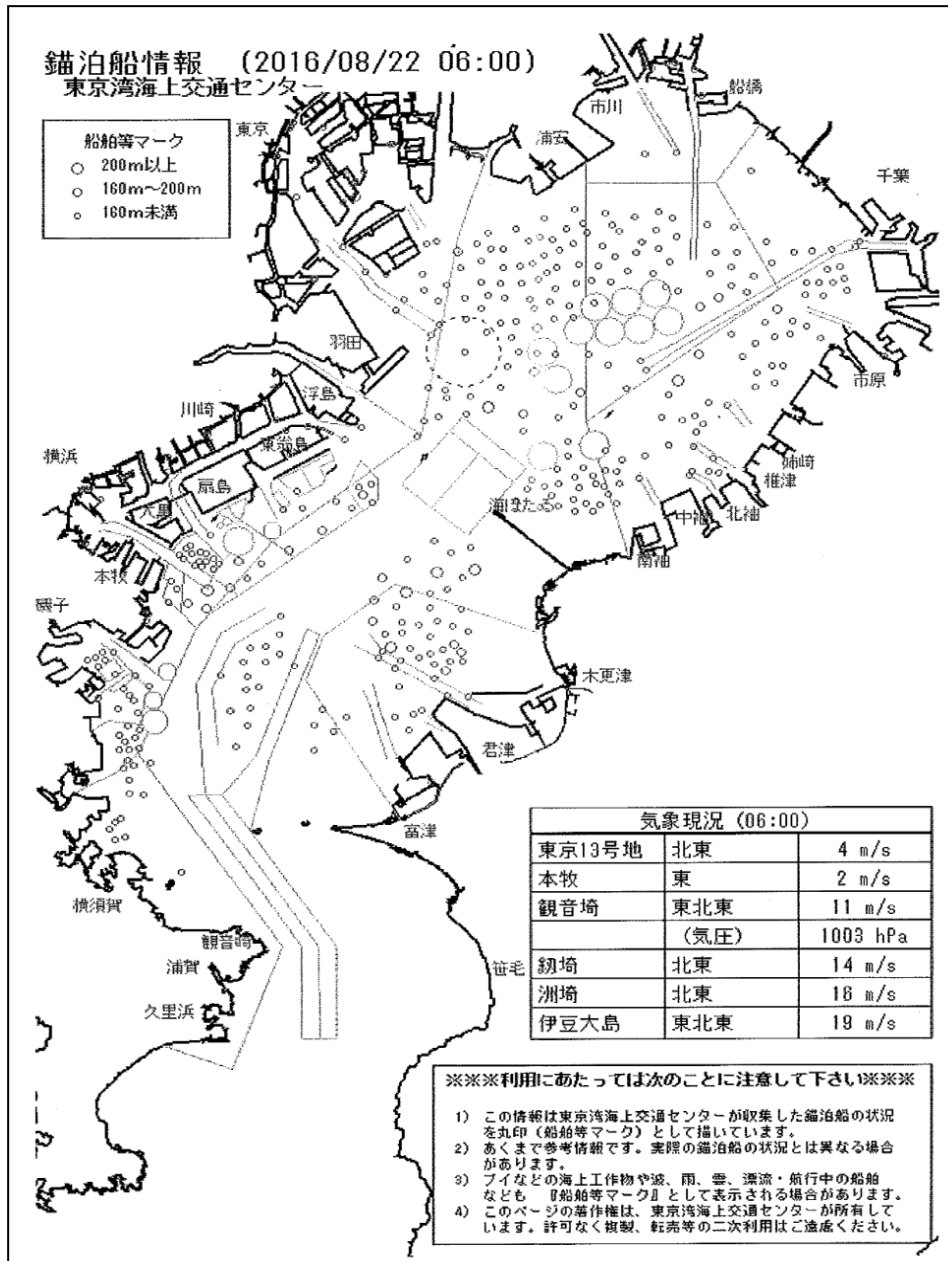 錨泊船情報 (2016/08/22 06:00)
東京湾海上交通センター
船舶等マーク
200m以上
160m~200m
160m未満
東京
浦安
市川
船橋
千葉
羽田
浮島
川崎
東扇島
横浜
扇島
大黒
本牧
磯子
海ほたる
市原
姉崎
椎津
北袖
中袖
南袖
木更津
君津
富津
横須賀
観音崎
浦賀
久里浜
笹毛
気象現況 (06:00)
東京13号地 北東 4 m/s
本牧 東 2 m/s
観音埼 東北東 11 m/s
(気圧) 1003 hPa
剱埼 北東 14 m/s
洲埼 北東 16 m/s
伊豆大島 東北東 19 m/s
※※※利用にあたっては次のことに注意して下さい※※※
1) この情報は東京湾海上交通センターが収集した錨泊船の状況
を丸印(船舶等マーク)として描いています。
2) あくまで参考情報です。実際の錨泊船の状況とは異なる場合
があります。
3) ブイなどの海上工作物や波、雨、雲、漂流・航行中の船舶
なども 『船舶等マーク』として表示される場合があります。
4) このページの著作権は、東京湾海上交通センターが所有して
います。許可なく複製、転売等の二次利用はご遠慮ください。